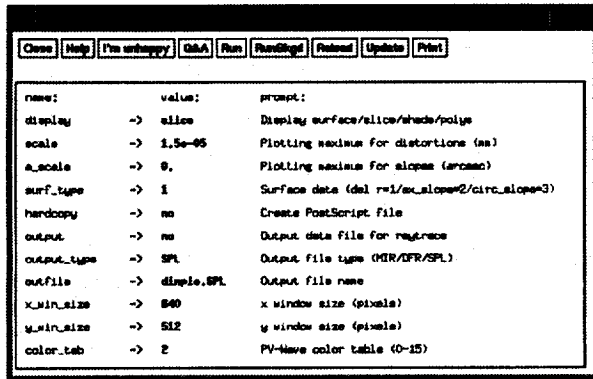 Close Help I'm unhappy Q&A Run RunBkgd Reload Update Print
name: value: prompt:
display -> slice Display surface/slice/shade/polys
scale -> 1.5e-05 Plotting maximum for distortions (mm)
a_scale -> 0. Plotting maximum for slopes (arcsec)
surf_type -> 1 Surface data (del r=1/ax_slope=2/circ_slope=3)
hardcopy -> no Create PostScript file
output -> no Output data file for raytrace
output_type -> SPL Output file type (MIR/DFR/SPL)
outfile -> dimple.SPL Output file name
x_win_size -> 640 x window size (pixels)
y_win_size -> 512 y window size (pixels)
color_tab -> 2 PV-Wave color table (0-15)